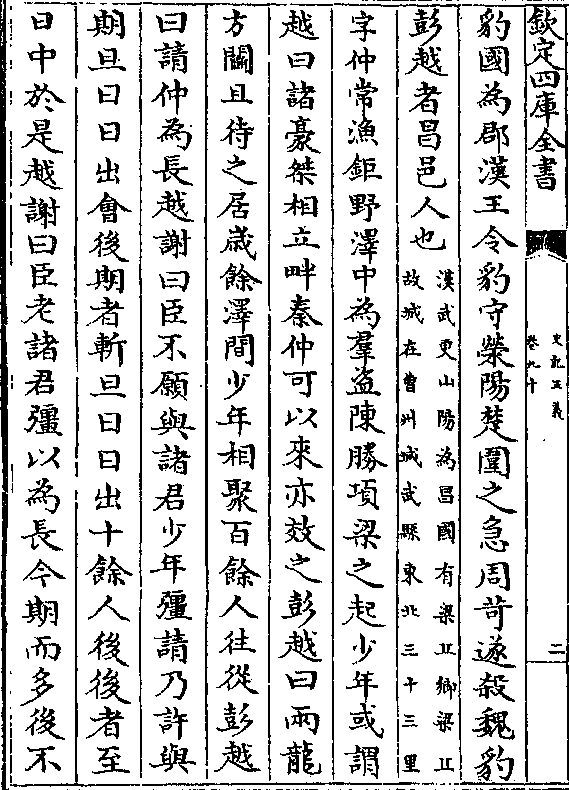 欽定四庫全書
史記正義
卷九十
二
豹國為郡漢王令豹守滎陽楚圍之急周苛遂殺魏豹
彭越者昌邑人也
漢武更山陽為昌國有梁丘鄉梁丘
故城在曹州城武縣東北三十三里
字仲常漁鉅野澤中為羣盗陳勝項梁之起少年或謂
越曰諸豪桀相立畔秦仲可以來亦效之彭越曰兩龍
方鬭且待之居嵗餘澤間少年相聚百餘人往從彭越
曰請仲為長越謝曰臣不願與諸君少年彊請乃許與
期旦日日出會後期者斬旦日日出十餘人後後者至
日中於是越謝曰臣老諸君彊以為長今期而多後不